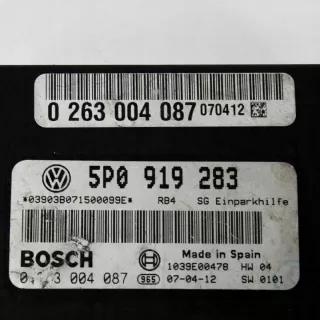 0 263 004 087 070412
5P0 919 283
*03903B071500099E* RB4 SG Einparkhilfe
Made in Spain
BOSCH 1039E00478 HW 04
004 087 965 07-04-12 SW 0101